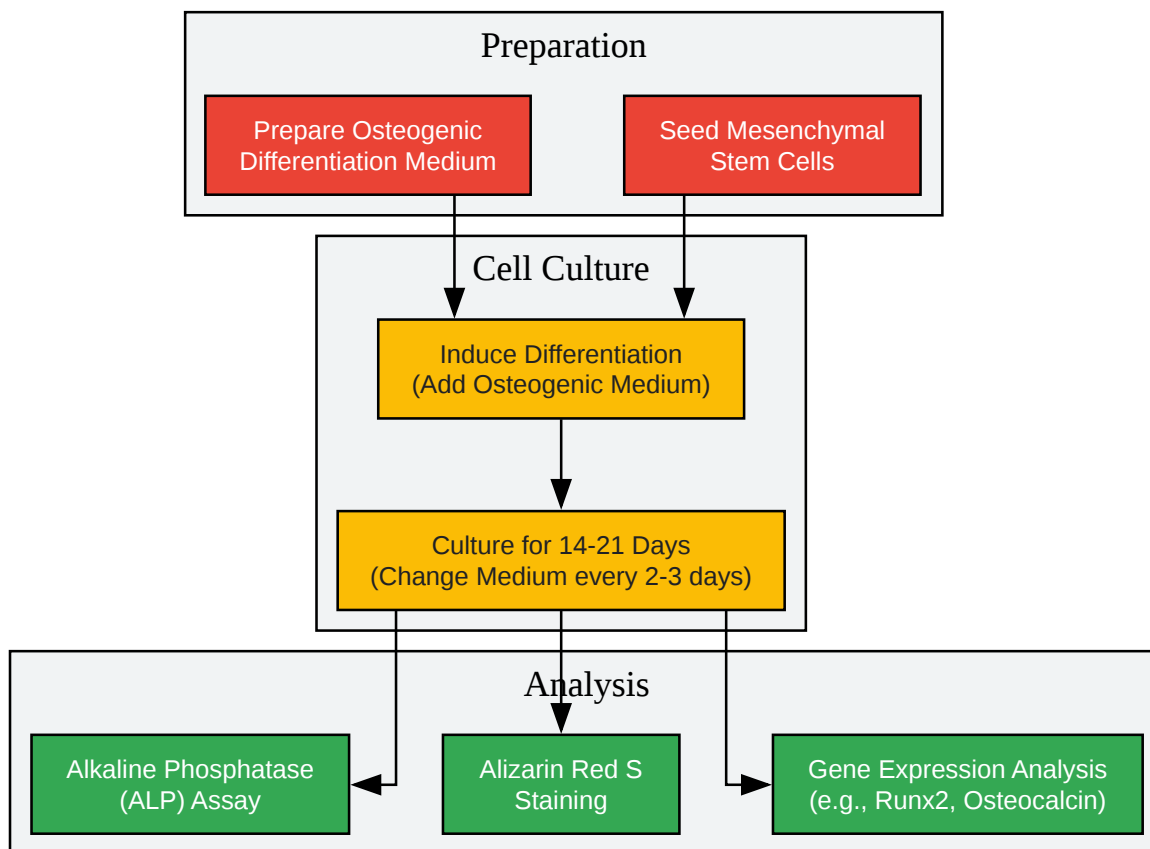 Preparation
Prepare Osteogenic
Differentiation Medium
Seed Mesenchymal
Stem Cells
Cell Culture
Induce Differentiation
(Add Osteogenic Medium)
Culture for 14-21 Days
(Change Medium every 2-3 days)
Analysis
Alkaline Phosphatase
(ALP) Assay
Alizarin Red S
Staining
Gene Expression Analysis
(e.g., Runx2, Osteocalcin)